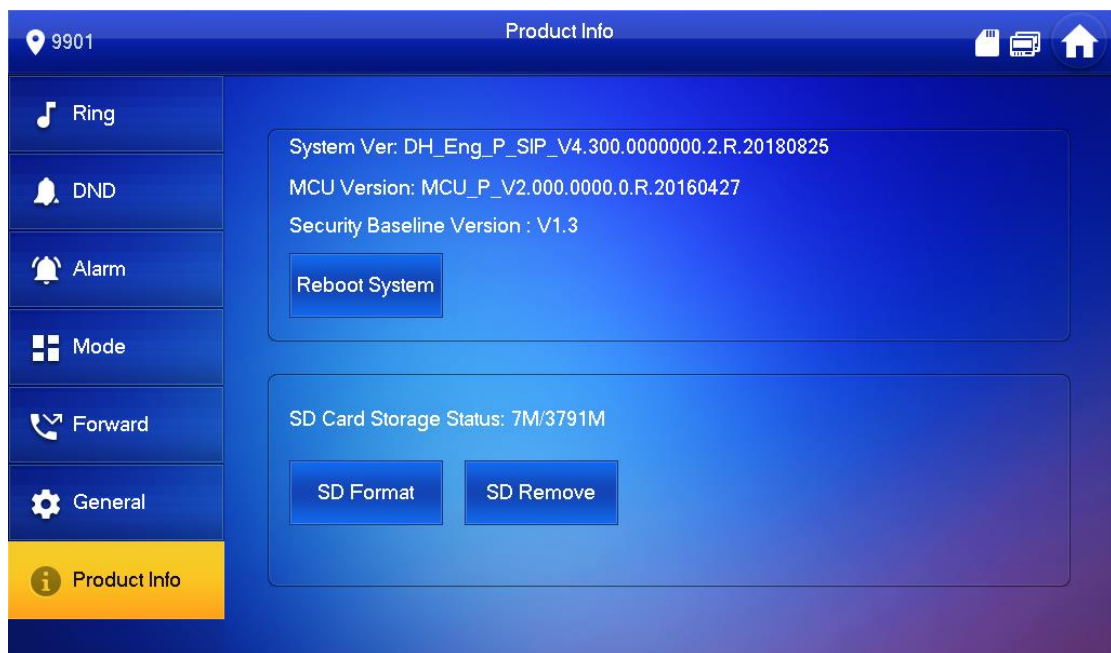 9901
Product Info
Ring
DND
Alarm
Mode
Forward
General
Product Info
System Ver: DH_Eng_P_SIP_V4.300.0000000.2.R.20180825
MCU Version: MCU_P_V2.000.0000.0.R.20160427
Security Baseline Version : V1.3
Reboot System
SD Card Storage Status: 7M/3791M
SD Format
SD Remove